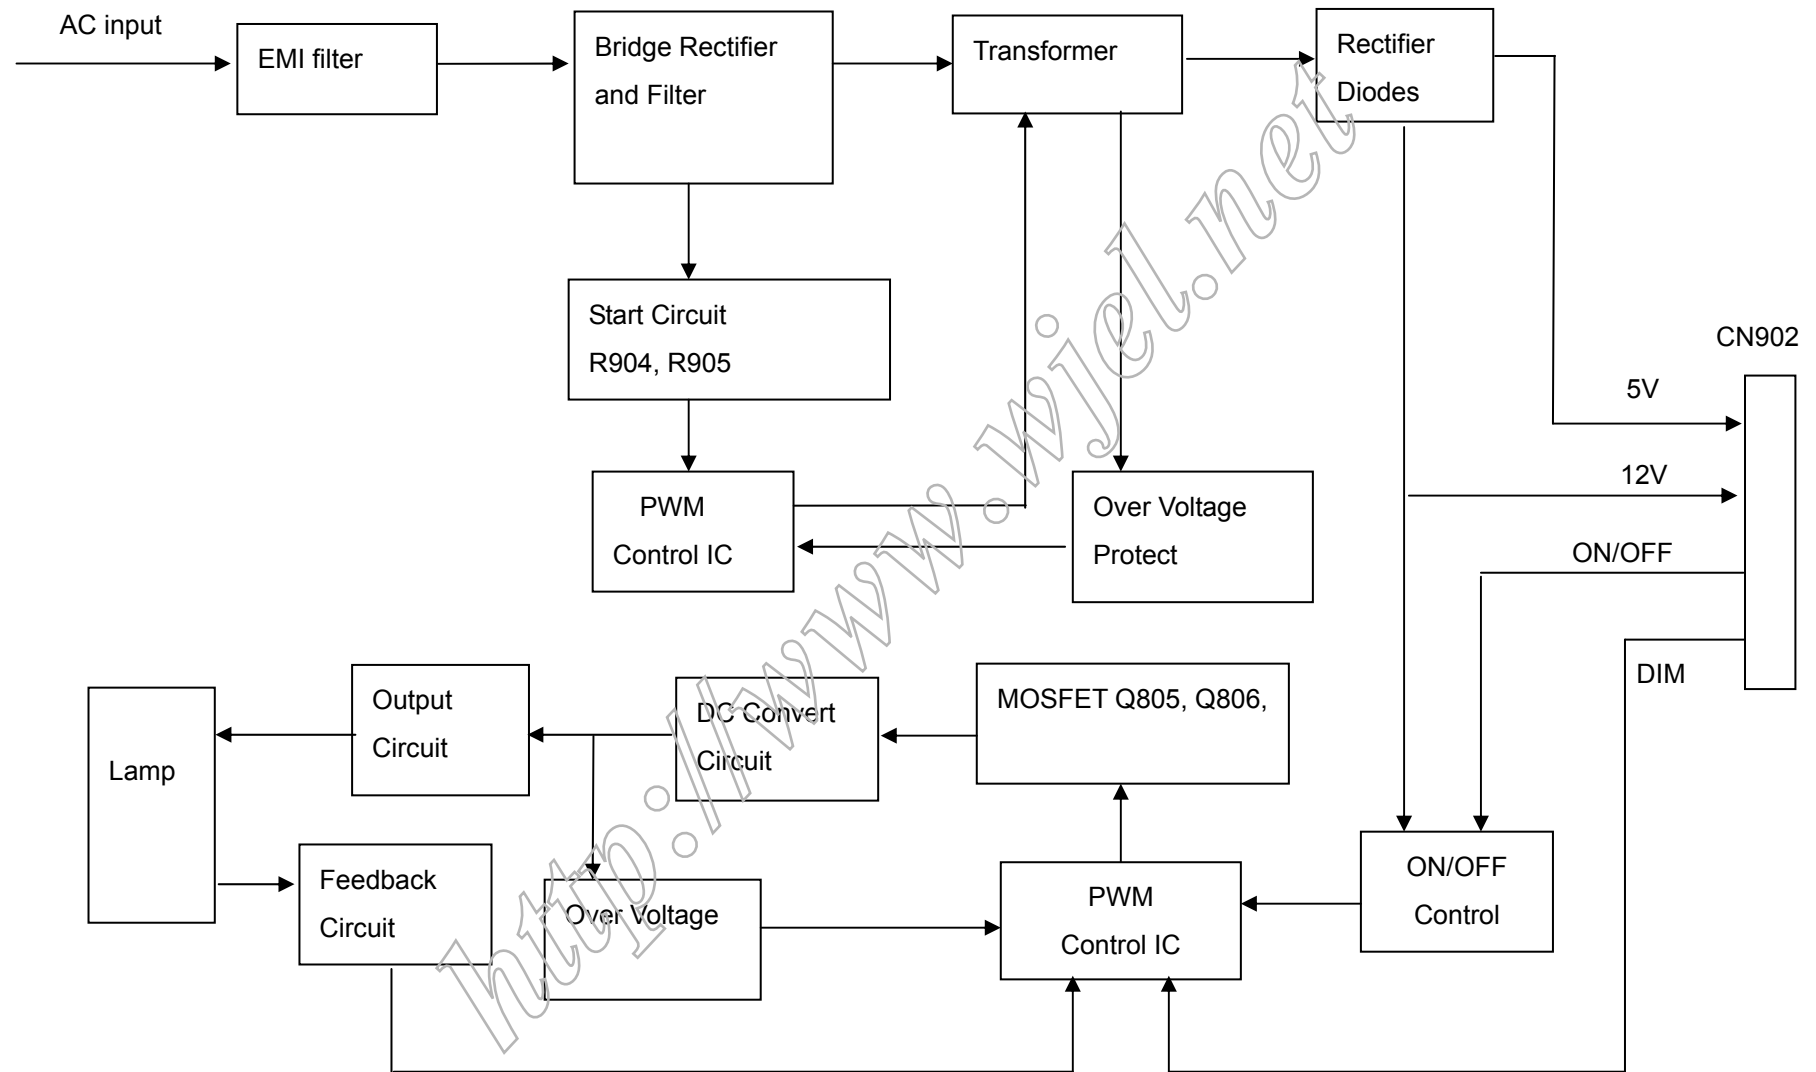 AC input
EMI filter
Bridge Rectifier
and Filter
Transformer
Rectifier
Diodes
Start Circuit
R904, R905
CN902
5V
12V
PWM
Control IC
Over Voltage
Protect
ON/OFF
DIM
Output
Circuit
DC Convert
Circuit
MOSFET Q805, Q806,
Lamp
Feedback
Circuit
Over Voltage
PWM
Control IC
ON/OFF
Control
http://www.wjel.net